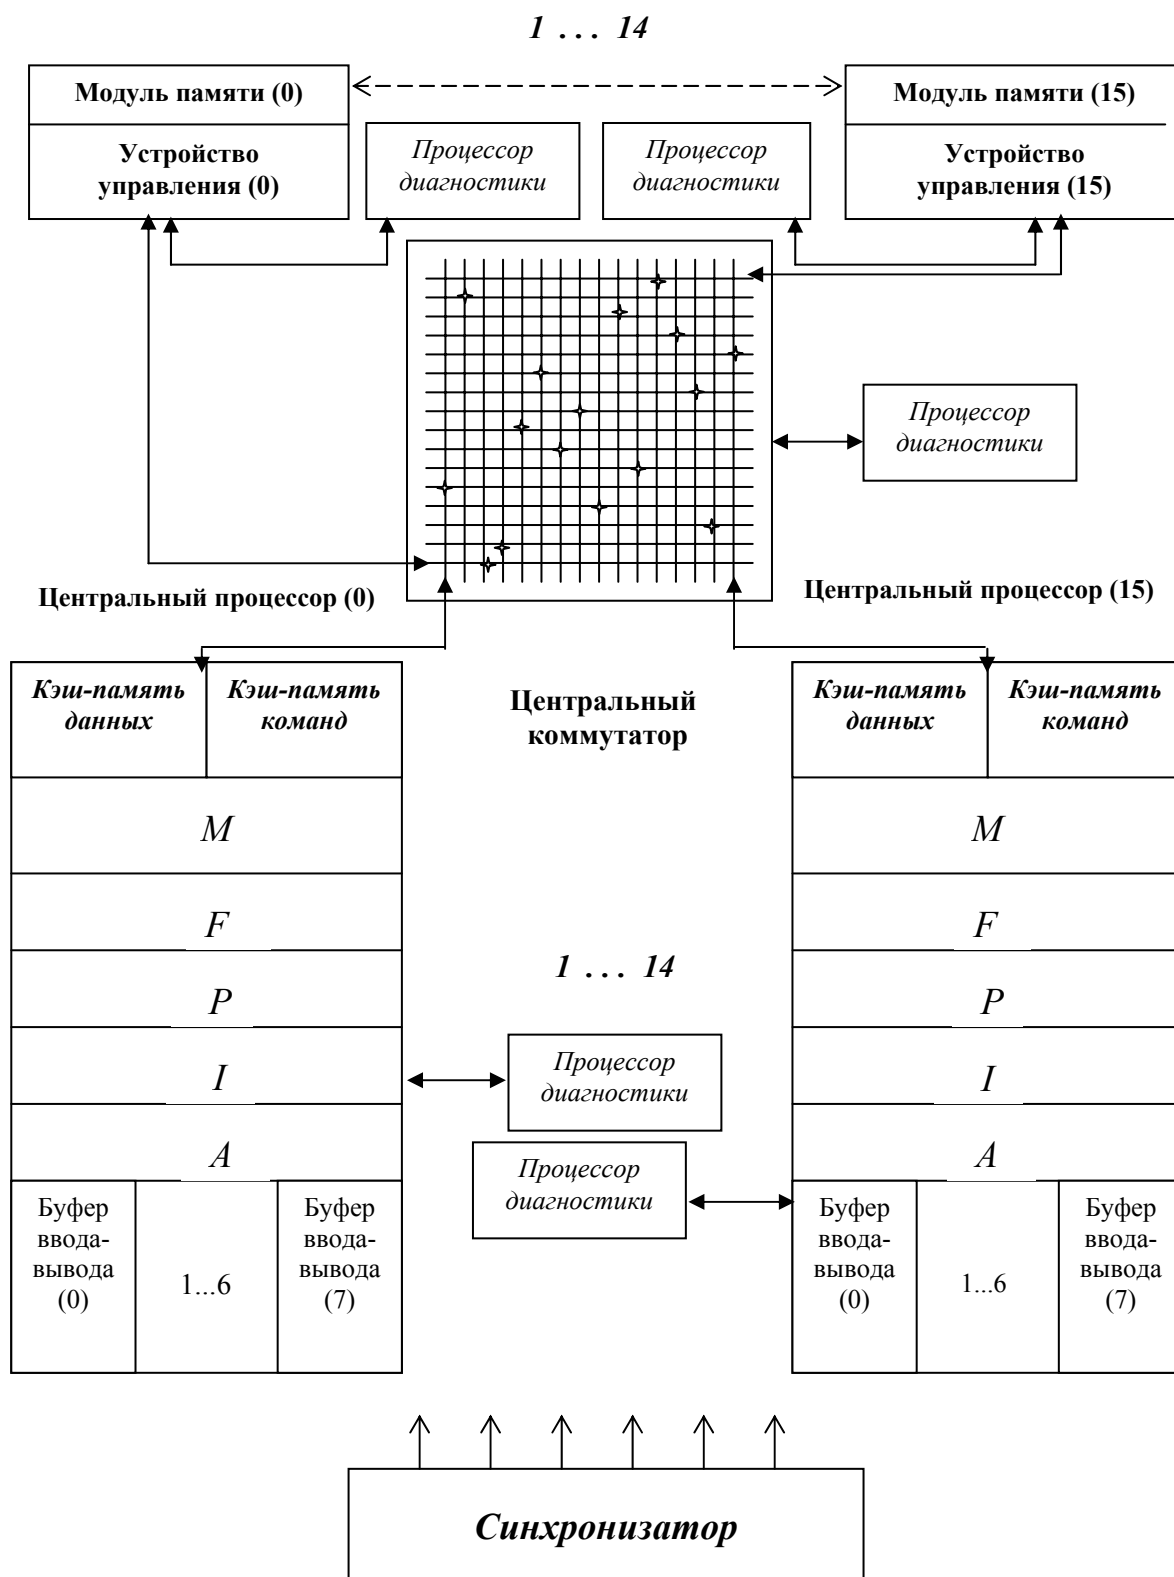 1 . . . 14
Модуль памяти (0)
Модуль памяти (15)
Устройство
управления (0)
Процессор
диагностики
Процессор
диагностики
Устройство
управления (15)
Процессор
диагностики
Центральный процессор (0)
Центральный процессор (15)
Кэш-память
данных
Кэш-память
команд
Центральный
коммутатор
Кэш-память
данных
Кэш-память
команд
M
M
F
F
1 . . . 14
P
P
I
Процессор
диагностики
I
A
Процессор
диагностики
A
Буфер
ввода-
вывода
(0)
1...6
Буфер
ввода-
вывода
(7)
Буфер
ввода-
вывода
(0)
1...6
Буфер
ввода-
вывода
(7)
Синхронизатор